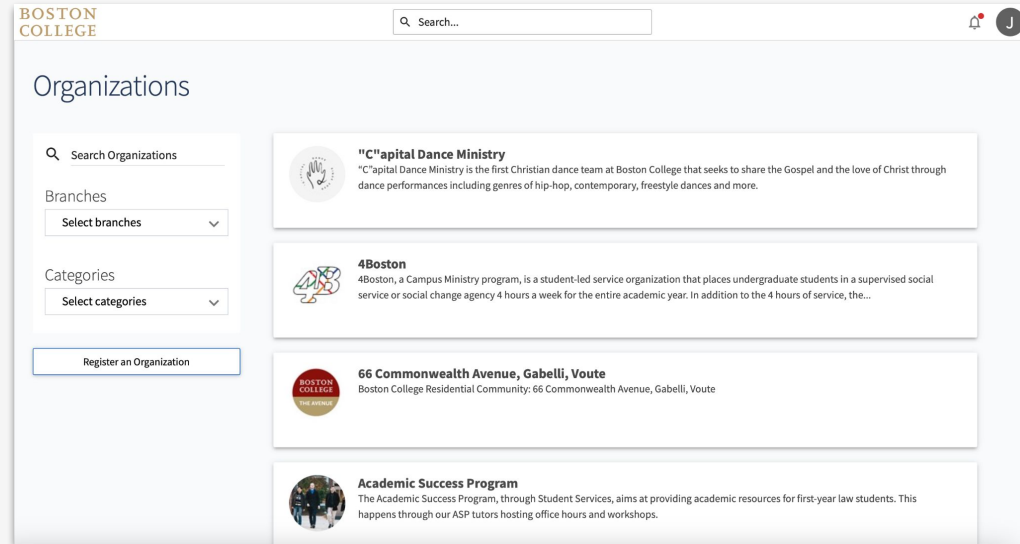 BOSTON
COLLEGE
Search...
J
Organizations
Search Organizations
Branches
Select branches
Categories
Select categories
Register an Organization
"C"apital Dance Ministry
“C”apital Dance Ministry is the first Christian dance team at Boston College that seeks to share the Gospel and the love of Christ through
dance performances including genres of hip-hop, contemporary, freestyle dances and more.
4Boston
4Boston, a Campus Ministry program, is a student-led service organization that places undergraduate students in a supervised social
service or social change agency 4 hours a week for the entire academic year. In addition to the 4 hours of service, the...
BOSTON
COLLEGE
THE AVENUE
66 Commonwealth Avenue, Gabelli, Voute
Boston College Residential Community: 66 Commonwealth Avenue, Gabelli, Voute
Academic Success Program
The Academic Success Program, through Student Services, aims at providing academic resources for first-year law students. This
happens through our ASP tutors hosting office hours and workshops.